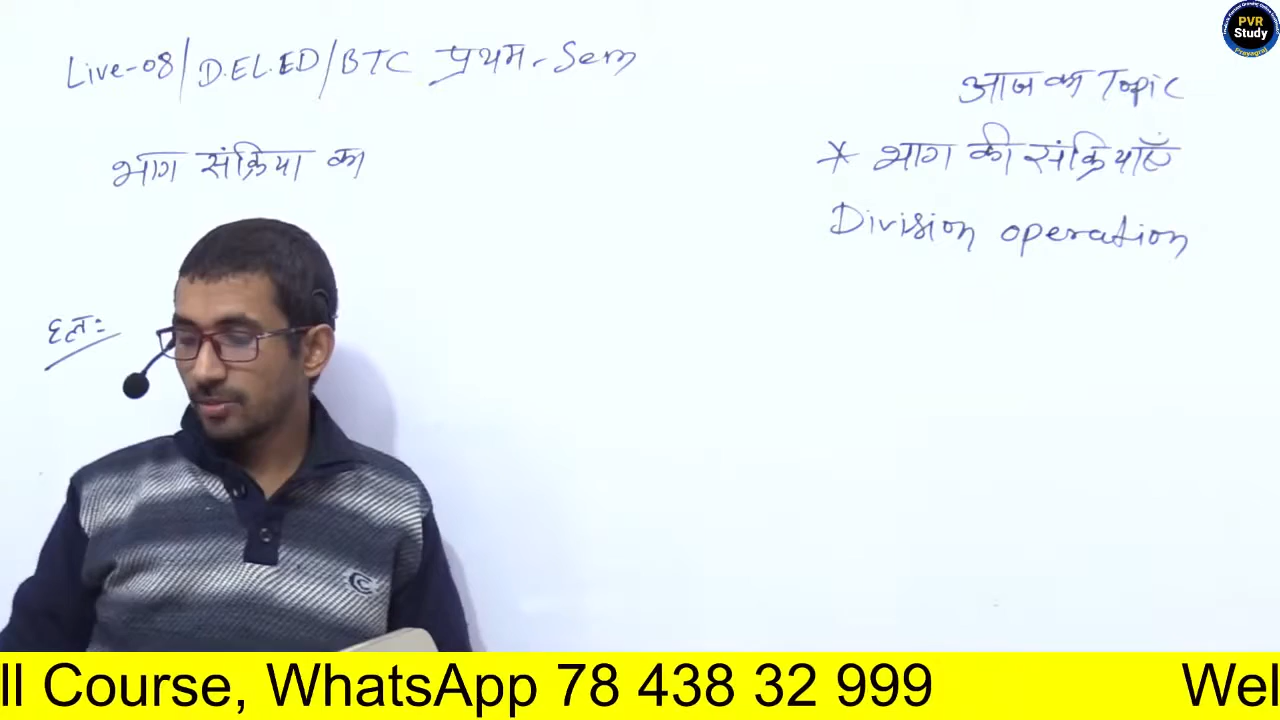 Live-08/D.EL.ED/BTC प्रथम - Sem
भाग संक्रिया का
हल:
आज का Topic
* भाग की संक्रियाएँ
Division operation
PVR
Study
Prayagraj
ll Course, WhatsApp 78 438 32 999
Wel